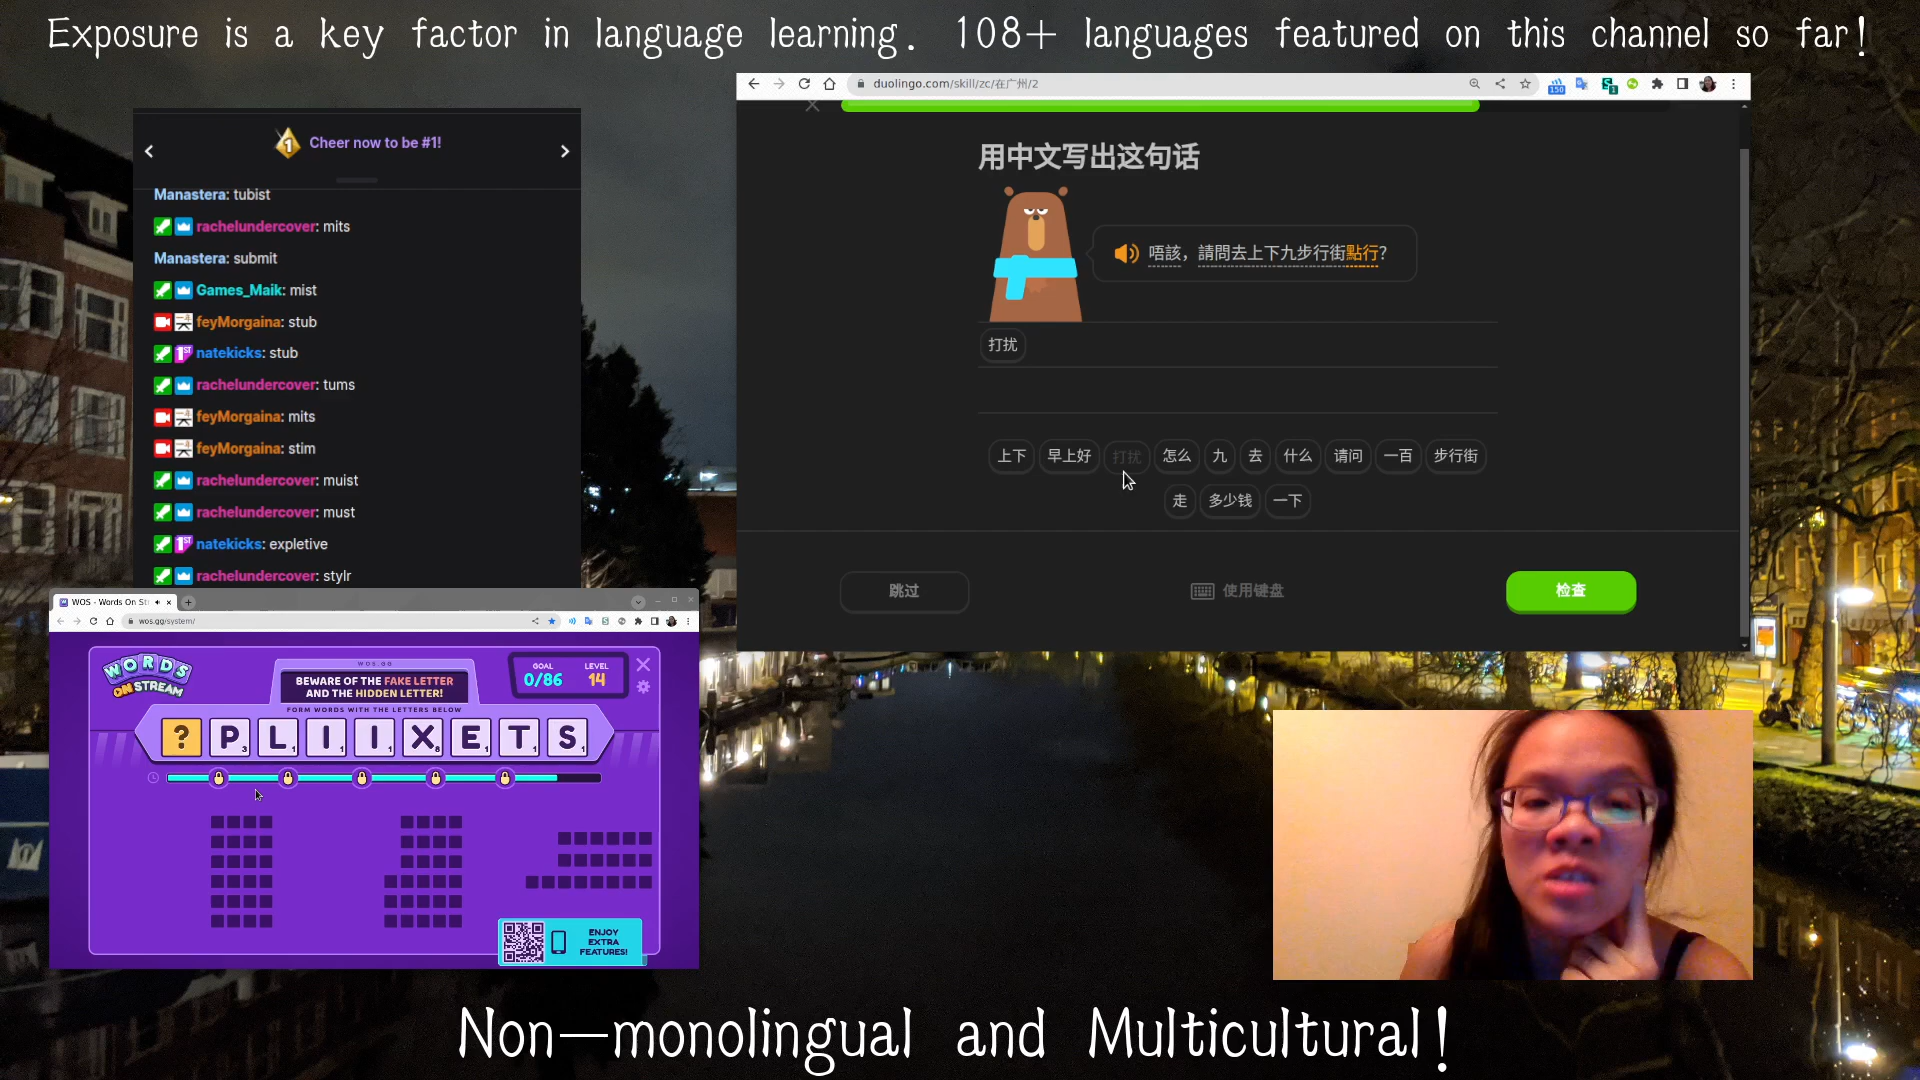 Exposure is a key factor in language learning. 108+ languages featured on this channel so far!
Cheer now to be #1!
Manastera: tubist
rachelundercover: mits
Manastera: submit
Games_Maik: mist
feyMorgaina: stub
natekicks: stub
rachelundercover: tums
feyMorgaina: mits
feyMorgaina: stim
rachelundercover: muist
rachelundercover: must
natekicks: expletive
rachelundercover: stylr
duolingo.com/skill/zc/在广州/2
150
用中文写出这句话
唔該，請問去上下九步行街點行？
打扰
上下 早上好 打扰 怎么 九 去 什么 请问 一百 步行街
走 多少钱 一下
跳过 使用键盘 检查
WOS - Words On St
wos.gg/system/
WORDS ON STREAM
WOS.GG
BEWARE OF THE FAKE LETTER
AND THE HIDDEN LETTER!
GOAL
0/86
LEVEL
14
FORM WORDS WITH THE LETTERS BELOW
? P L I I X E T S
ENJOY
EXTRA
FEATURES!
Non-monolingual and Multicultural!